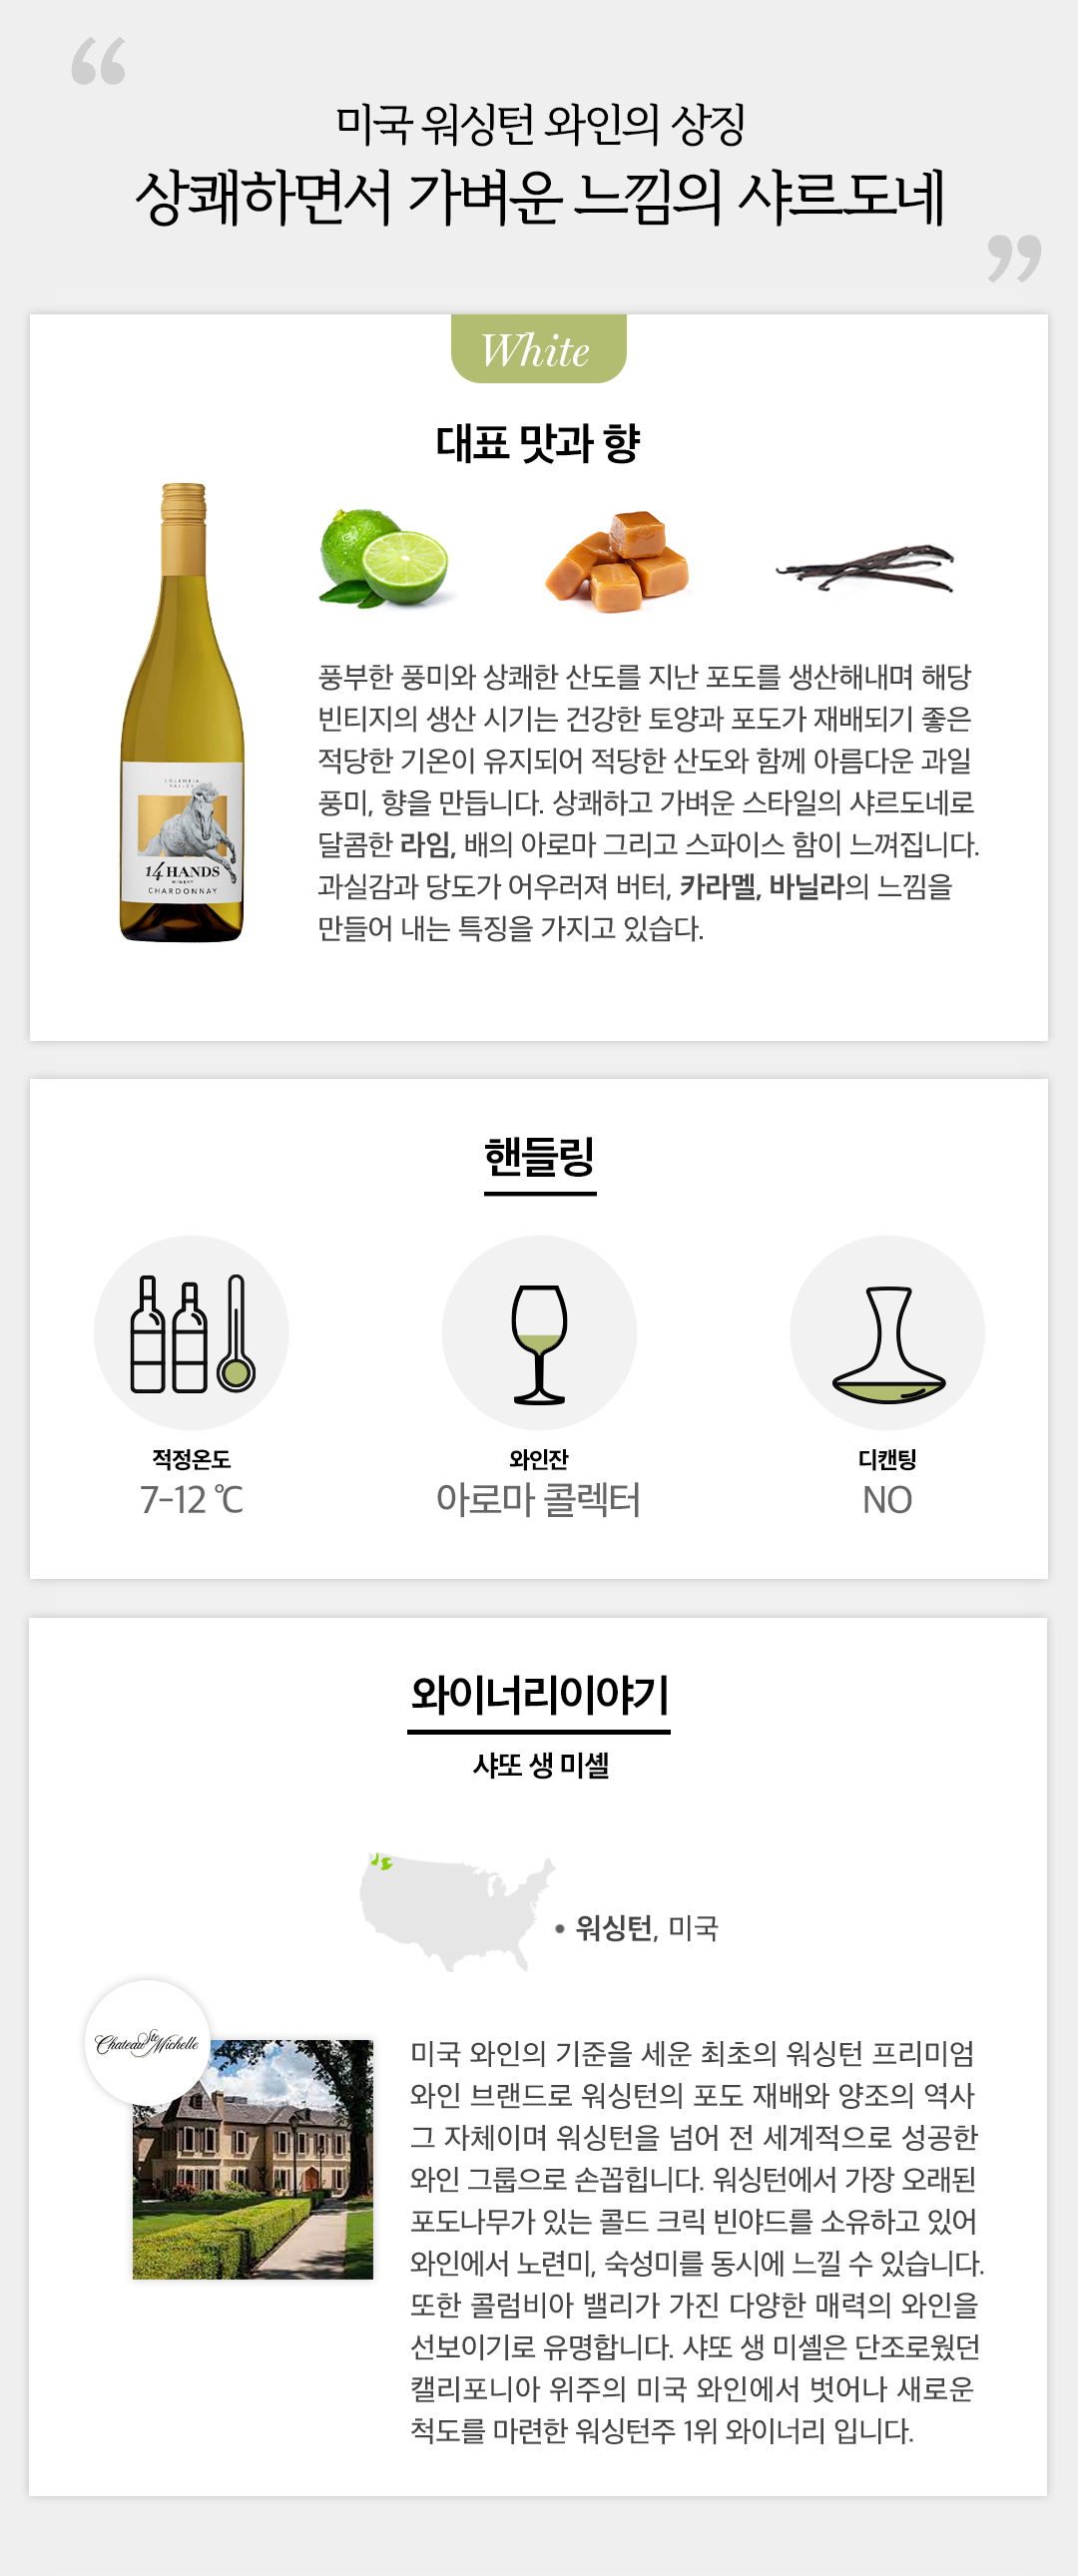 “
미국 워싱턴 와인의 상징
상쾌하면서 가벼운 느낌의 샤르도네
”
White
대표 맛과 향
COLUMBIA
VALLEY
14 HANDS
WINERY
CHARDONNAY
풍부한 풍미와 상쾌한 산도를 지난 포도를 생산해내며 해당
빈티지의 생산 시기는 건강한 토양과 포도가 재배되기 좋은
적당한 기온이 유지되어 적당한 산도와 함께 아름다운 과일
풍미, 향을 만듭니다. 상쾌하고 가벼운 스타일의 샤르도네로
달콤한 라임, 배의 아로마 그리고 스파이스 함이 느껴집니다.
과실감과 당도가 어우러져 버터, 카라멜, 바닐라의 느낌을
만들어 내는 특징을 가지고 있습다.
핸들링
적정온도
7-12 ℃
와인잔
아로마 콜렉터
디캔팅
NO
와이너리이야기
샤또 생 미셸
• 워싱턴, 미국
Chateau Ste Michelle
미국 와인의 기준을 세운 최초의 워싱턴 프리미엄
와인 브랜드로 워싱턴의 포도 재배와 양조의 역사
그 자체이며 워싱턴을 넘어 전 세계적으로 성공한
와인 그룹으로 손꼽힙니다. 워싱턴에서 가장 오래된
포도나무가 있는 콜드 크릭 빈야드를 소유하고 있어
와인에서 노련미, 숙성미를 동시에 느낄 수 있습니다.
또한 콜럼비아 밸리가 가진 다양한 매력의 와인을
선보이기로 유명합니다. 샤또 생 미셸은 단조로웠던
캘리포니아 위주의 미국 와인에서 벗어나 새로운
척도를 마련한 워싱턴주 1위 와이너리 입니다.